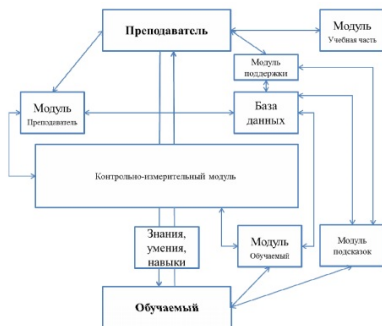 Преподаватель
Модуль
Учебная часть
Модуль
поддержки
Модуль
Преподаватель
База
данных
Контрольно-измерительный модуль
Знания,
умения,
навыки
Модуль
Обучаемый
Модуль
подсказок
Обучаемый